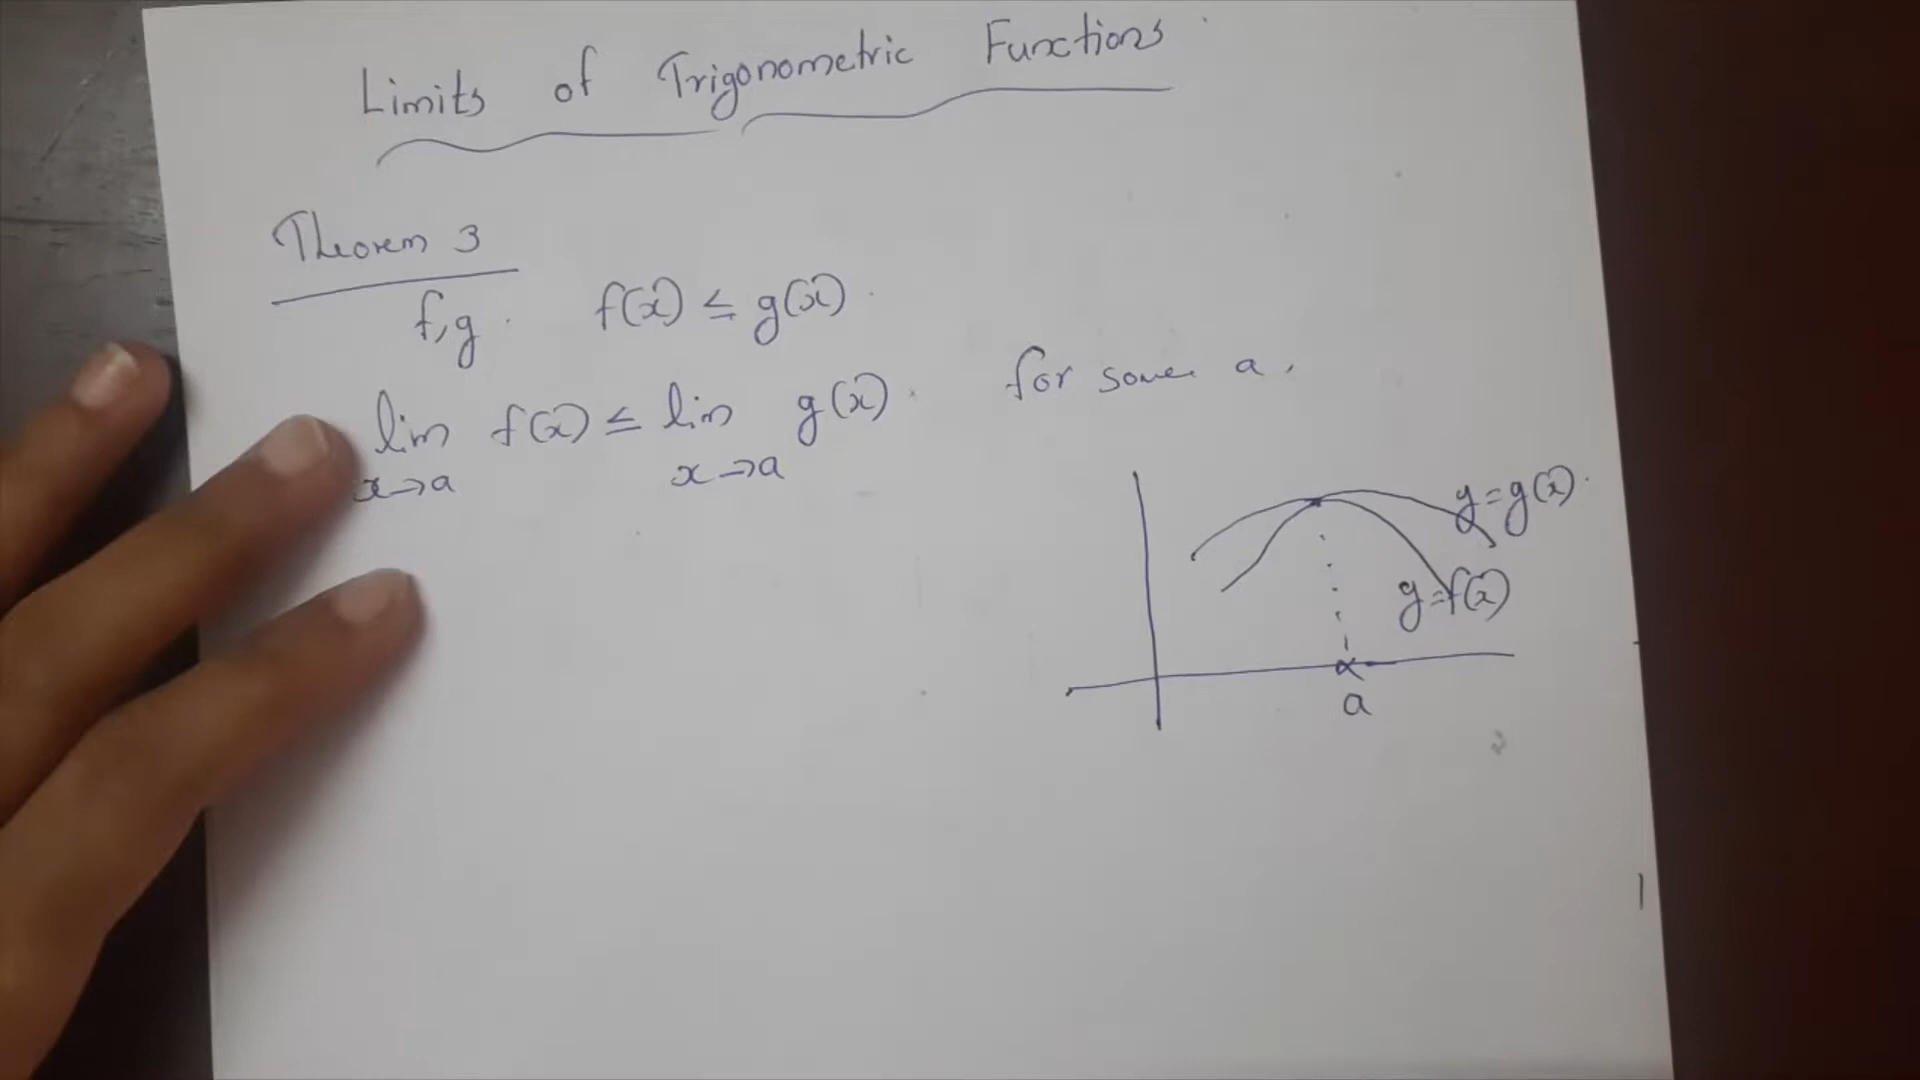 Limits of Trigonometric Functions
Theorem 3
f,g. f(x) ≤ g(x).
lim f(x) ≤ lim g(x). for some a.
x→a x→a
y=g(x).
y=f(x)
a